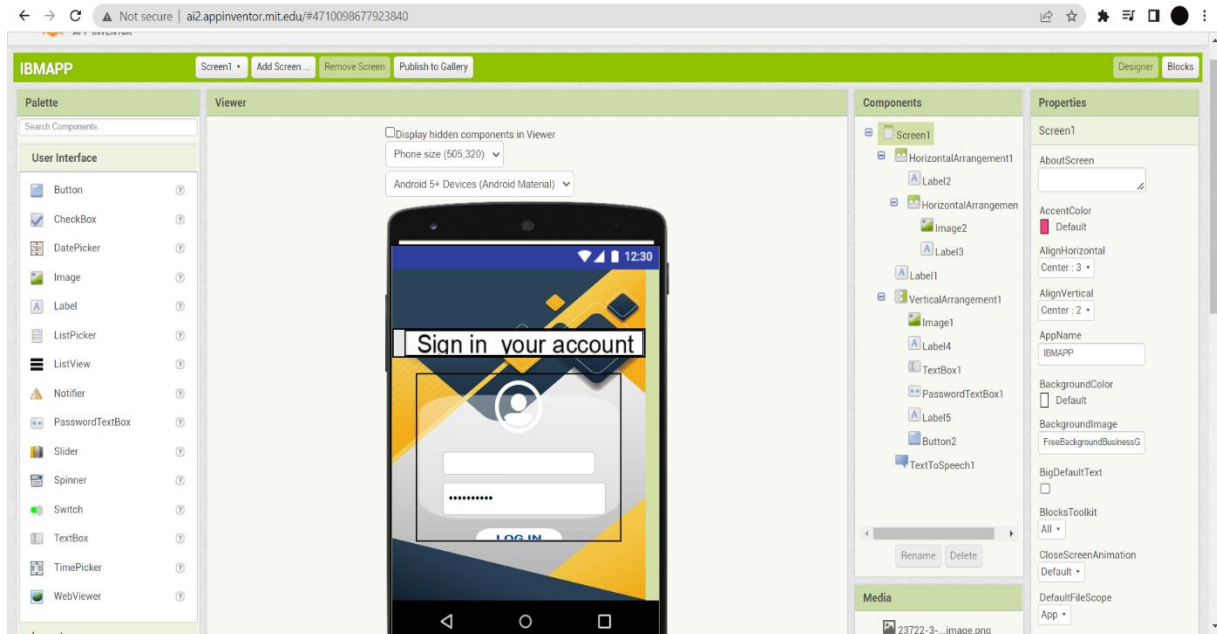 Not secure | ai2.appinventor.mit.edu/#4710098677923840
APP INVENTOR
IBMAPP
Screen1
Add Screen ...
Remove Screen
Publish to Gallery
Designer
Blocks
Palette
Search Components...
User Interface
Button
CheckBox
DatePicker
Image
Label
ListPicker
ListView
Notifier
PasswordTextBox
Slider
Spinner
Switch
TextBox
TimePicker
WebViewer
Viewer
Display hidden components in Viewer
Phone size (505,320)
Android 5+ Devices (Android Material)
12:30
Sign in your account
LOG IN
Components
Screen1
HorizontalArrangement1
Label2
HorizontalArrangemen
Image2
Label3
Label1
VerticalArrangement1
Image1
Label4
TextBox1
PasswordTextBox1
Label5
Button2
TextToSpeech1
Rename
Delete
Media
23722-3-...image.png
Properties
Screen1
AboutScreen
AccentColor
Default
AlignHorizontal
Center : 3
AlignVertical
Center : 2
AppName
IBMAPP
BackgroundColor
Default
BackgroundImage
FreeBackgroundBusinessG
BigDefaultText
BlocksToolkit
All
CloseScreenAnimation
Default
DefaultFileScope
App